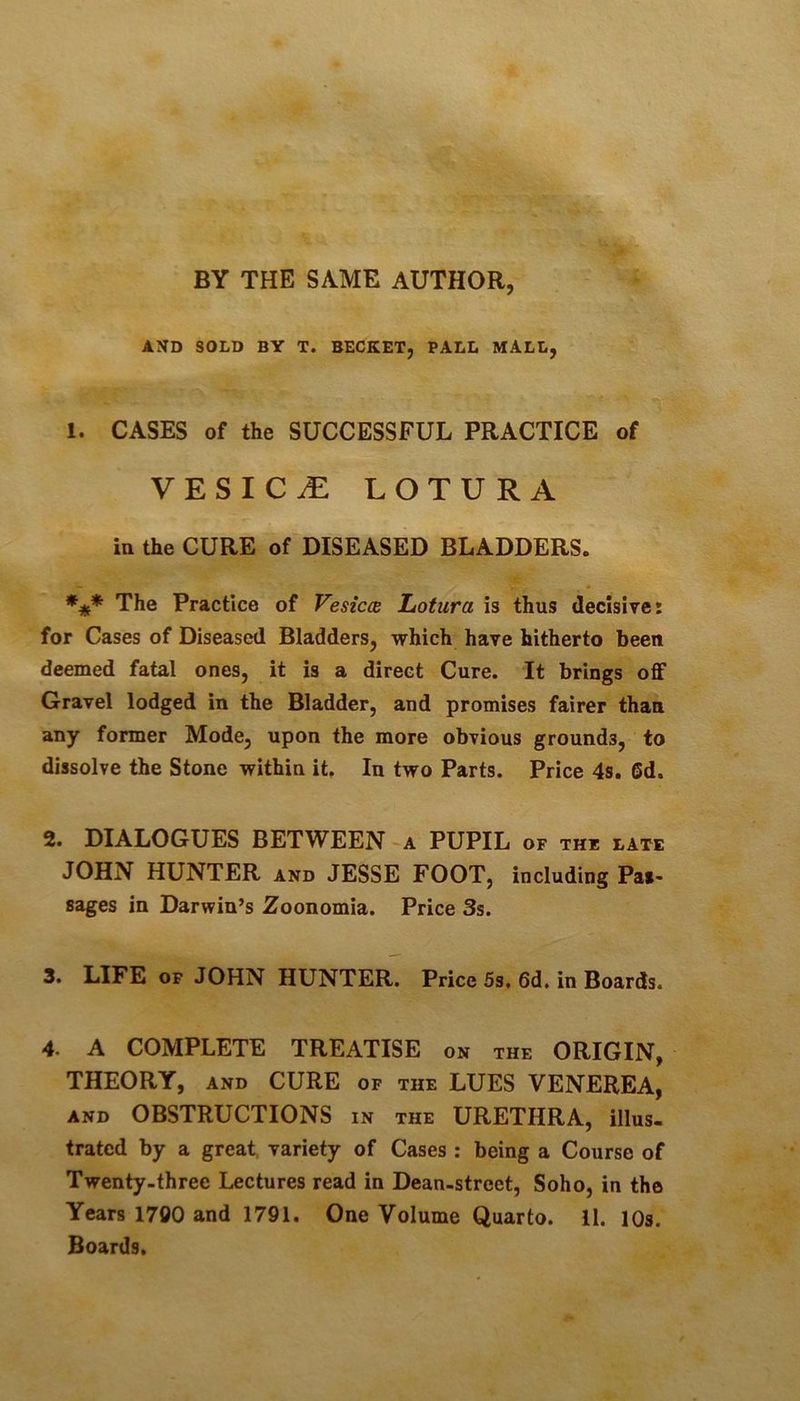 BY THE SAME AUTHOR,
AND SOLD BY T. BECKET, PALL MALL,
1. CASES of the SUCCESSFUL PRACTICE of
VESICÆ LOTURA
in the CURE of DISEASED BLADDERS.
*** The Practice of Vesicæ Lotura is thus decisive:
for Cases of Diseased Bladders, which have hitherto been
deemed fatal ones, it is a direct Cure. It brings off
Gravel lodged in the Bladder, and promises fairer than
any former Mode, upon the more obvious grounds, to
dissolve the Stone within it. In two Parts. Price 4s. 6d.
2. DIALOGUES BETWEEN A PUPIL OF THE LATE
JOHN HUNTER AND JESSE FOOT, including Pas-
sages in Darwin's Zoonomia. Price 3s.
3. LIFE OF JOHN HUNTER. Price 5s. 6d. in Boards.
4. A COMPLETE TREATISE ON THE ORIGIN,
THEORY, AND CURE OF THE LUES VENEREA,
AND OBSTRUCTIONS IN THE URETHRA, illus-
trated by a great variety of Cases : being a Course of
Twenty-three Lectures read in Dean-street, Soho, in the
Years 1790 and 1791. One Volume Quarto. 1l. 10s.
Boards.